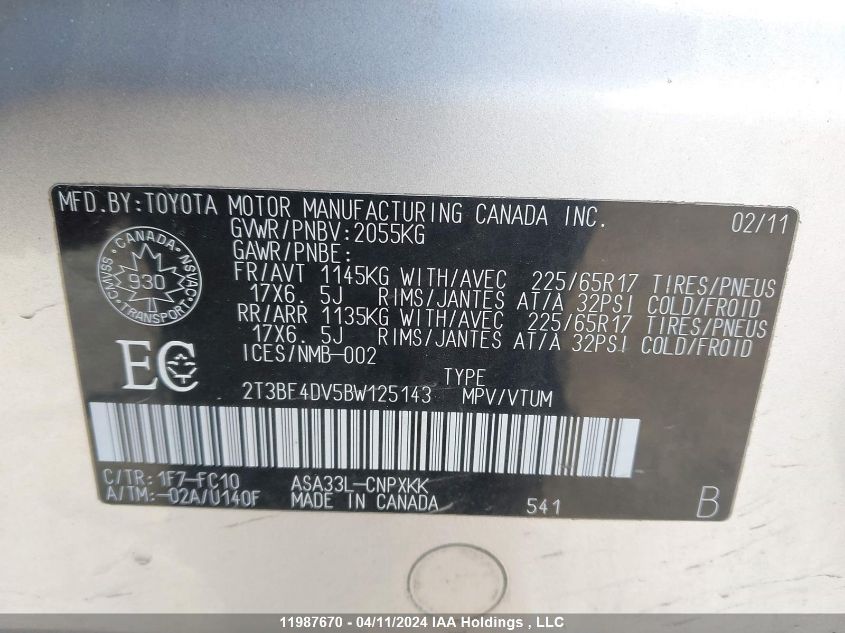 MFD.BY:TOYOTA MOTOR MANUFACTURING CANADA INC. 02/11
GVWR/PNBV:2055KG
GAWR/PNBE:
FR/AVT 1145KG WITH/AVEC 225/65R17 TIRES/PNEUS
17X6. 5J RIMS/JANTES AT/A 32PSI COLD/FROID
RR/ARR 1135KG WITH/AVEC 225/65R17 TIRES/PNEUS
17X6. 5J RIMS/JANTES AT/A 32PSI COLD/FROID
ICES/NMB-002
CANADA
930
CMVSS NSVAC
TRANSPORT
EC
TYPE
2T3BF4DV5BW125143 MPV/VTUM
C/TR:1F7-FC10 ASA33L-CNPXKK
A/TM:-02A/U140F MADE IN CANADA 541 B
11987670 - 04/11/2024 IAA Holdings , LLC